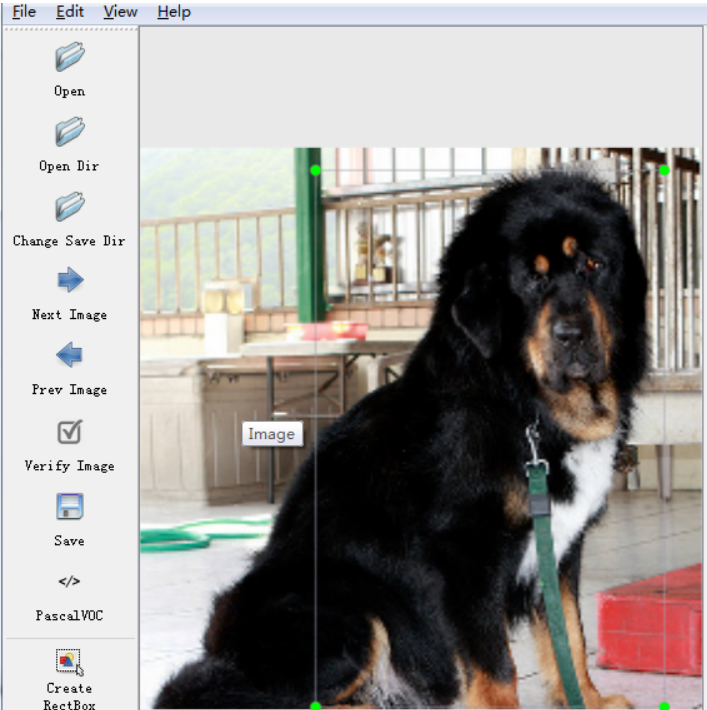 File Edit View Help
Open
Open Dir
Change Save Dir
Next Image
Prev Image
Verify Image
Save
</>
PascalVOC
Create
RectBox
Image